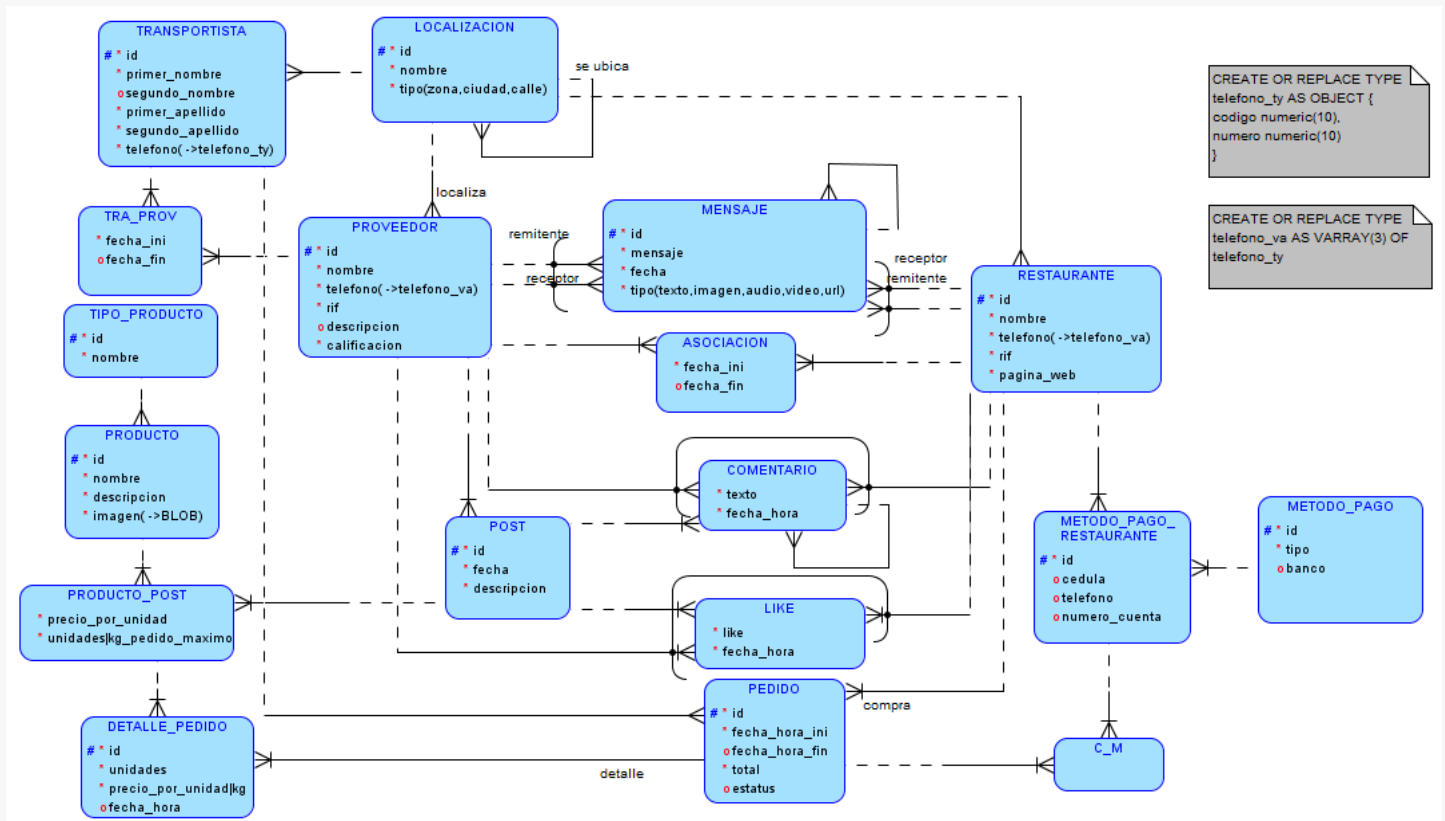 TRANSPORTISTA
# * id
* primer_nombre
o segundo_nombre
* primer_apellido
* segundo_apellido
* telefono( ->telefono_ty)
LOCALIZACION
# * id
* nombre
* tipo(zona,ciudad,calle)
se ubica
CREATE OR REPLACE TYPE
telefono_ty AS OBJECT {
codigo numeric(10),
numero numeric(10)
}
CREATE OR REPLACE TYPE
telefono_va AS VARRAY(3) OF
telefono_ty
TRA_PROV
* fecha_ini
o fecha_fin
localiza
PROVEEDOR
# * id
* nombre
* telefono( ->telefono_va)
* rif
o descripcion
* calificacion
remitente
receptor
MENSAJE
# * id
* mensaje
* fecha
* tipo(texto,imagen,audio,video,url)
receptor
remitente
RESTAURANTE
# * id
* nombre
* telefono( ->telefono_va)
* rif
* pagina_web
TIPO_PRODUCTO
# * id
* nombre
ASOCIACION
* fecha_ini
o fecha_fin
PRODUCTO
# * id
* nombre
* descripcion
* imagen( ->BLOB)
COMENTARIO
* texto
* fecha_hora
POST
# * id
* fecha
* descripcion
METODO_PAGO_
RESTAURANTE
# * id
o cedula
o telefono
o numero_cuenta
METODO_PAGO
# * id
* tipo
o banco
PRODUCTO_POST
* precio_por_unidad
* unidades|kg_pedido_maximo
LIKE
* like
* fecha_hora
PEDIDO
# * id
* fecha_hora_ini
o fecha_hora_fin
* total
o estatus
compra
DETALLE_PEDIDO
# * id
* unidades
* precio_por_unidad|kg
o fecha_hora
detalle
C_M